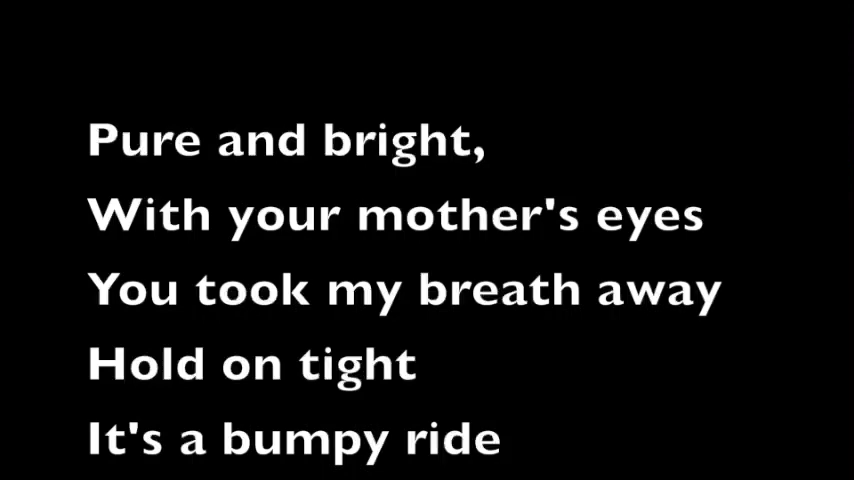 Pure and bright,
With your mother's eyes
You took my breath away
Hold on tight
It's a bumpy ride